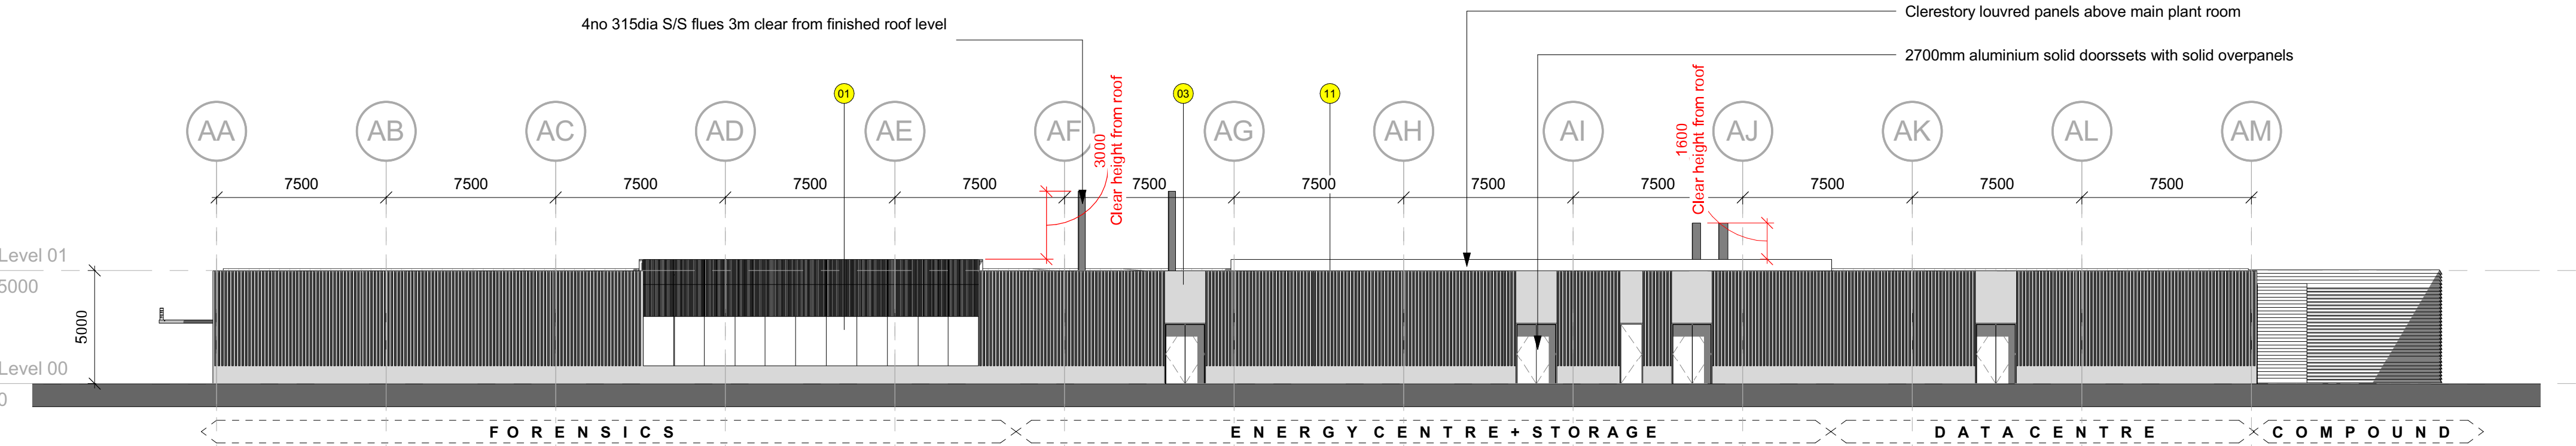 4no 315dia S/S flues 3m clear from finished roof level
Clerestory louvred panels above main plant room
2700mm aluminium solid doorssets with solid overpanels
01
03
11
AA
AB
AC
AD
AE
AF
AG
AH
AI
AJ
AK
AL
AM
3000
Clear height from roof
1600
Clear height from roof
7500
7500
7500
7500
7500
7500
7500
7500
7500
7500
7500
7500
Level 01
5000
5000
Level 00
0
FORENSICS
ENERGY CENTRE + STORAGE
DATA CENTRE
COMPOUND